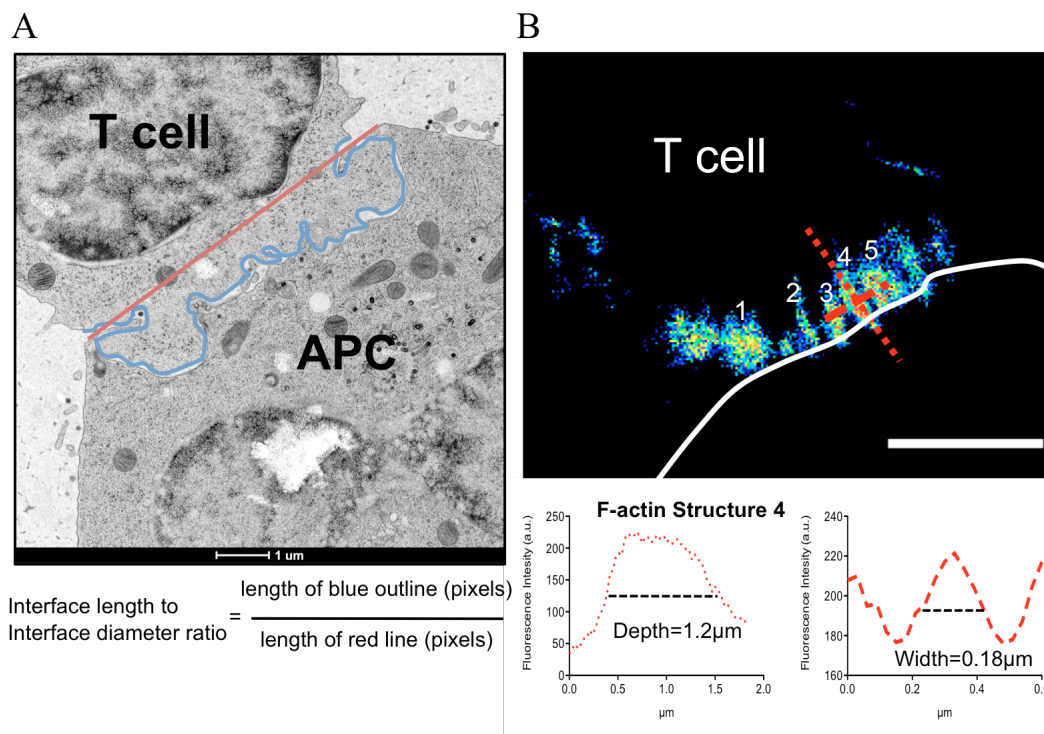 A
T cell
APC
1 um
Interface length to
Interface diameter ratio
=
length of blue outline (pixels)
length of red line (pixels)
B
T cell
1
2
3
4
5
F-actin Structure 4
Fluorescence Intesity (a.u.)
250
200
150
100
50
0
0.0
0.5
1.0
1.5
2.0
Depth=1.2µm
µm
Fluorescence Intesity (a.u.)
240
220
200
180
160
0.0
0.2
0.4
Width=0.18µm
µm